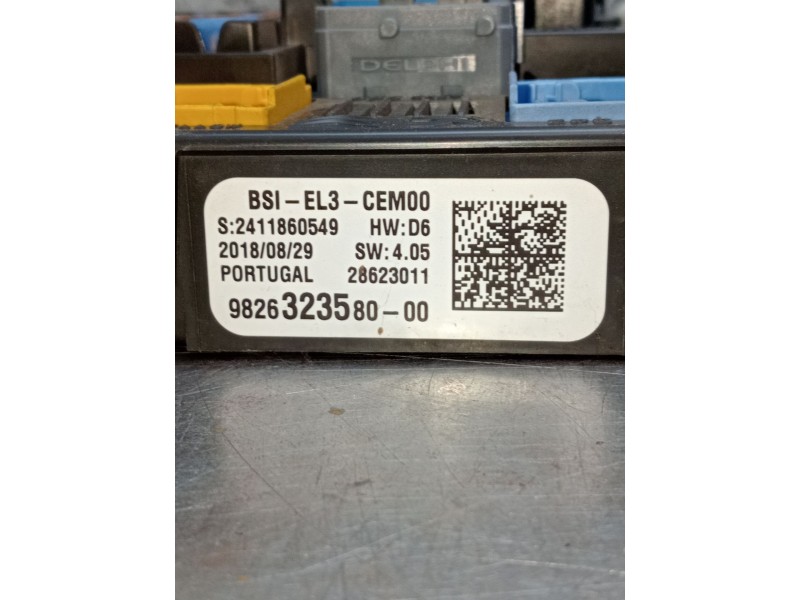 DELPHI
BSI-EL3-CEM00
S:2411860549 HW:D6
2018/08/29 SW:4.05
PORTUGAL 28623011
9826323580-00